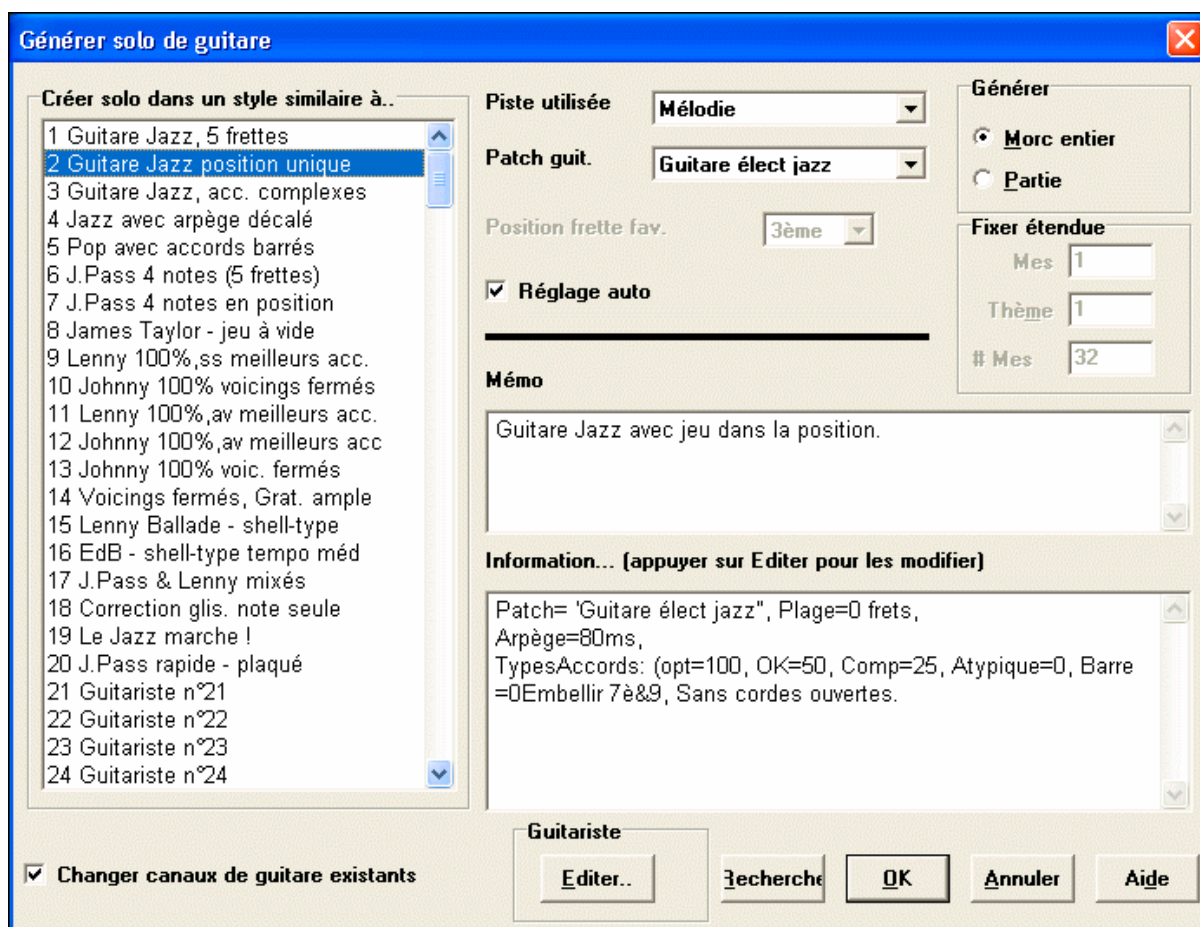 Générer solo de guitare
Créer solo dans un style similaire à..
1 Guitare Jazz, 5 frettes
2 Guitare Jazz position unique
3 Guitare Jazz, acc. complexes
4 Jazz avec arpège décalé
5 Pop avec accords barrés
6 J.Pass 4 notes (5 frettes)
7 J.Pass 4 notes en position
8 James Taylor - jeu à vide
9 Lenny 100%,ss meilleurs acc.
10 Johnny 100% voicings fermés
11 Lenny 100%,av meilleurs acc.
12 Johnny 100%,av meilleurs acc
13 Johnny 100% voic. fermés
14 Voicings fermés, Grat. ample
15 Lenny Ballade - shell-type
16 EdB - shell-type tempo méd
17 J.Pass & Lenny mixés
18 Correction glis. note seule
19 Le Jazz marche !
20 J.Pass rapide - plaqué
21 Guitariste n°21
22 Guitariste n°22
23 Guitariste n°23
24 Guitariste n°24
Changer canaux de guitare existants
Piste utilisée
Mélodie
Patch guit.
Guitare élect jazz
Position frette fav.
3ème
Réglage auto
Générer
Morc entier
Partie
Fixer étendue
Mes 1
Thème 1
# Mes 32
Mémo
Guitare Jazz avec jeu dans la position.
Information... (appuyer sur Editer pour les modifier)
Patch= 'Guitare élect jazz", Plage=0 frets,
Arpège=80ms,
TypesAccords: (opt=100, OK=50, Comp=25, Atypique=0, Barre
=0Embellir 7è&9, Sans cordes ouvertes.
Guitariste
Editer..
Recherche
OK
Annuler
Aide